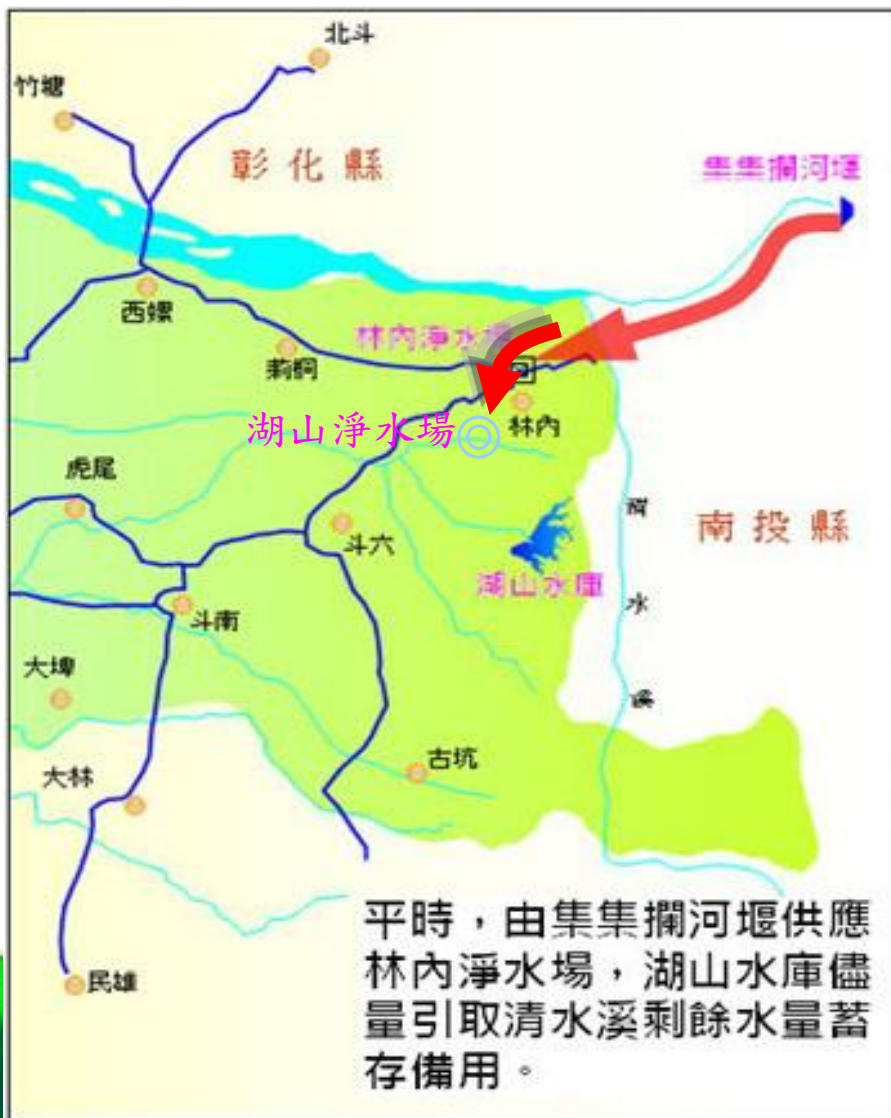 北斗
竹塘
彰化縣
集集攔河堰
西螺
林內淨水場
莿桐
林內
湖山淨水場
虎尾
斗六
清水溪
南投縣
湖山水庫
斗南
大埤
古坑
大林
民雄
平時，由集集攔河堰供應
林內淨水場，湖山水庫儘
量引取清水溪剩餘水量蓄
存備用。